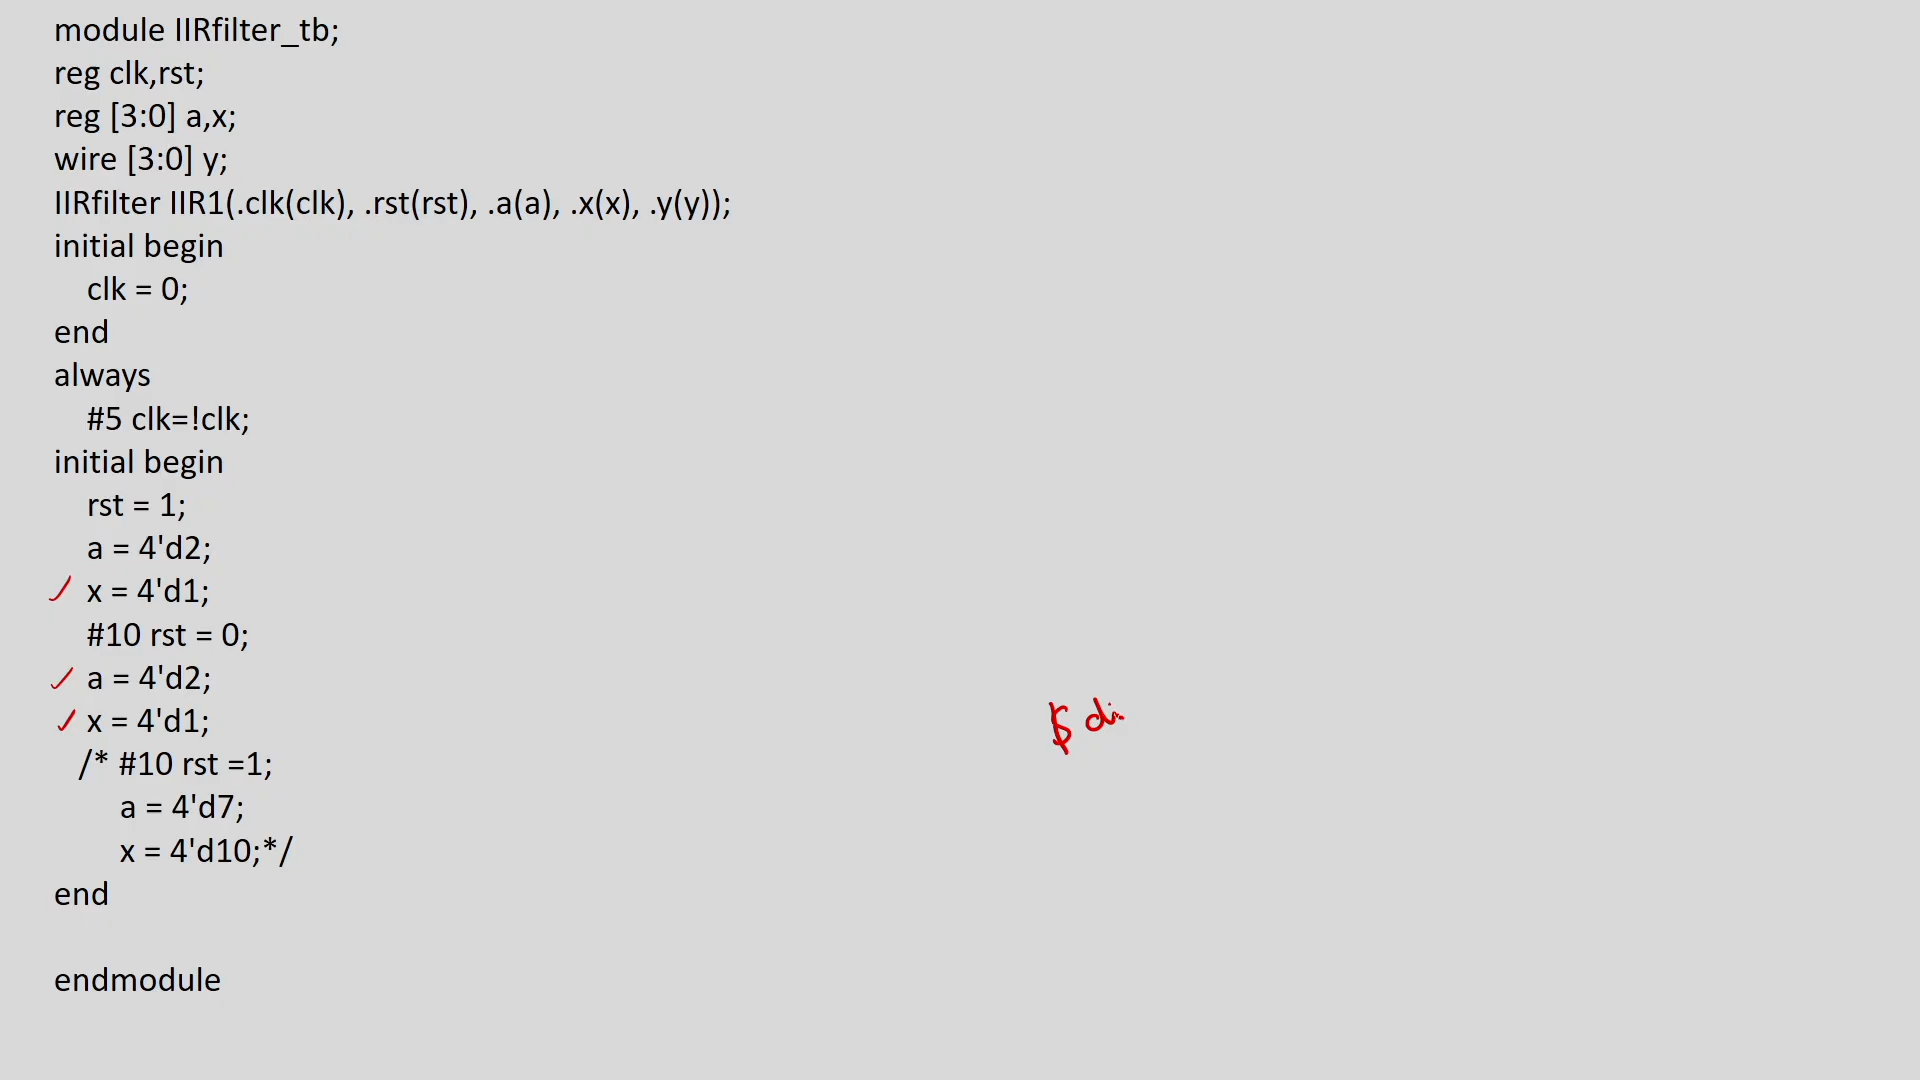 module IIRfilter_tb;
reg clk,rst;
reg [3:0] a,x;
wire [3:0] y;
IIRfilter IIR1(.clk(clk), .rst(rst), .a(a), .x(x), .y(y));
initial begin
clk = 0;
end
always
#5 clk=!clk;
initial begin
rst = 1;
a = 4'd2;
x = 4'd1;
#10 rst = 0;
a = 4'd2;
x = 4'd1;
$ di
/* #10 rst =1;
a = 4'd7;
x = 4'd10;*/
end
endmodule